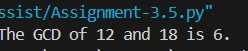 ssist/Assignment-3.5.py"
The GCD of 12 and 18 is 6.